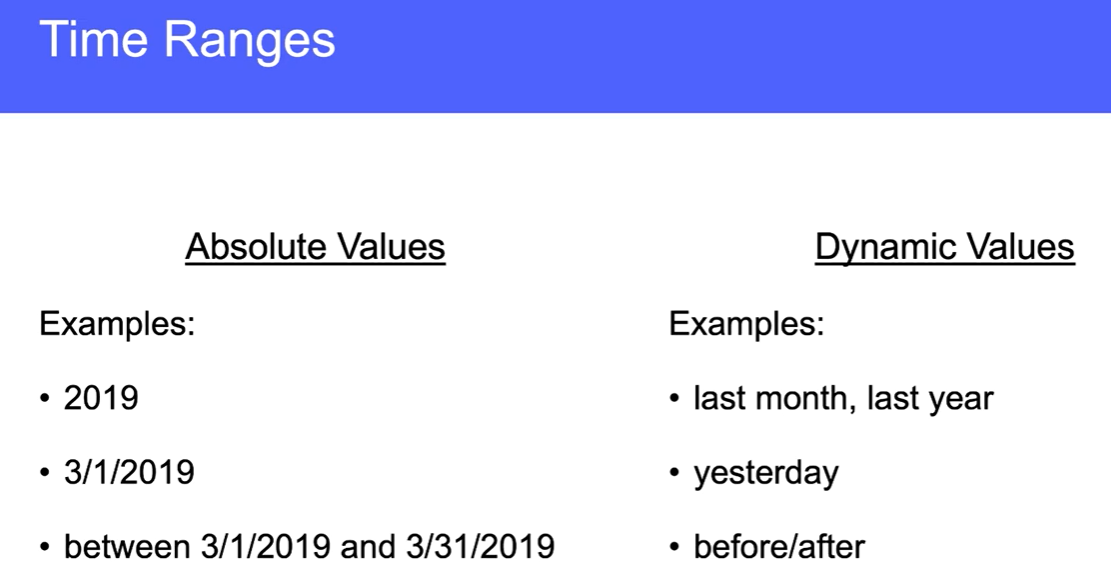 Time Ranges
Absolute Values
Examples:
• 2019
• 3/1/2019
• between 3/1/2019 and 3/31/2019
Dynamic Values
Examples:
• last month, last year
• yesterday
• before/after